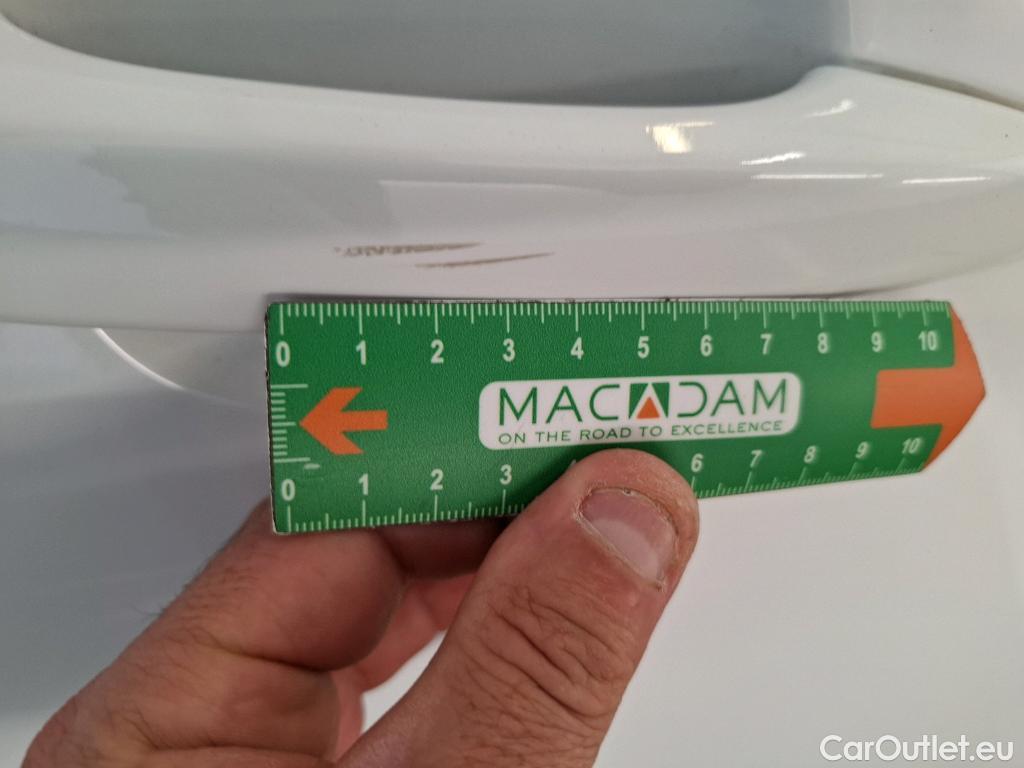 0 1 2 3 4 5 6 7 8 9 10
MACADAM
ON THE ROAD TO EXCELLENCE
0 1 2 3 6 7 8 9 10
CarOutlet.eu